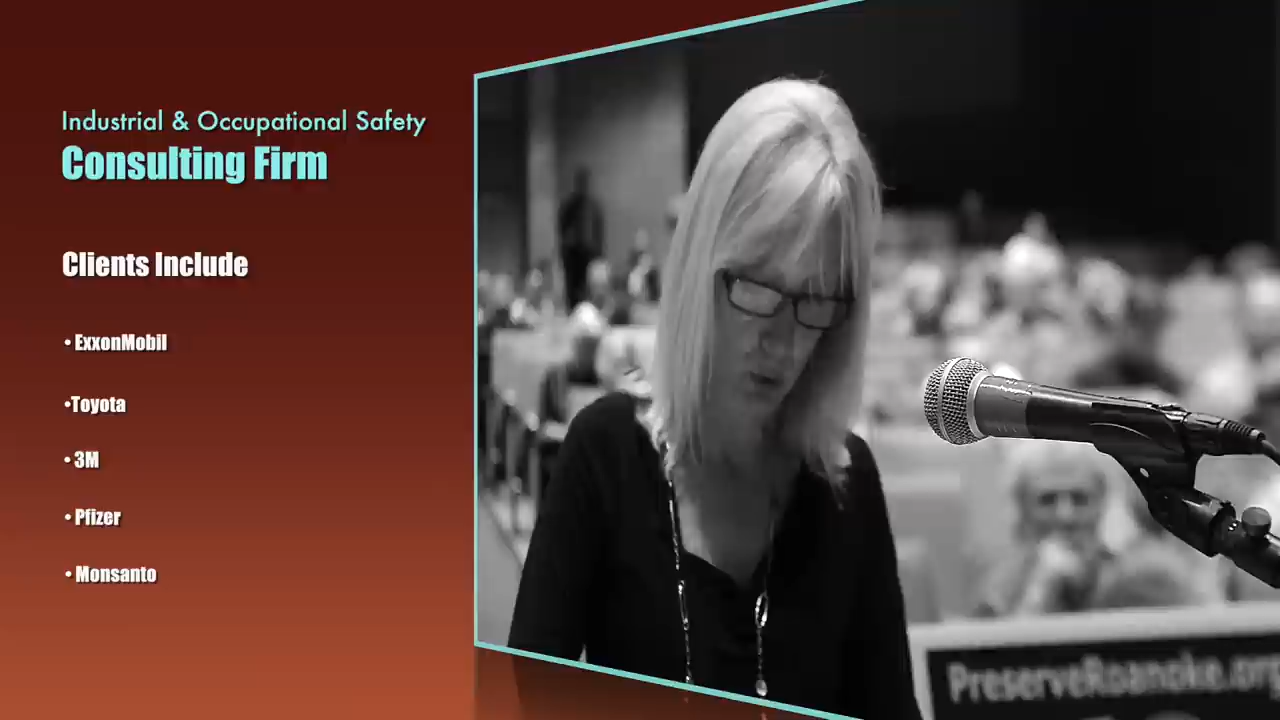 Industrial & Occupational Safety
Consulting Firm
Clients Include
• ExxonMobil
•Toyota
• 3M
• Pfizer
• Monsanto
PreserveRoanoke.org